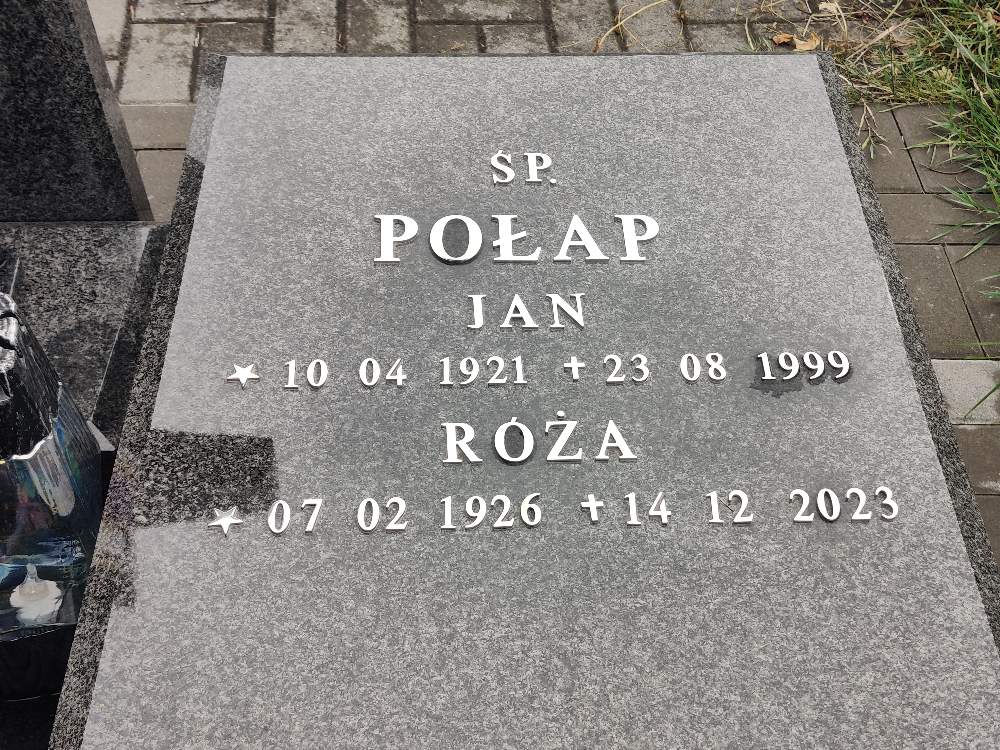 ŚP.
POŁAP
JAN
★ 10 04 1921 ✝ 23 08 1999
RÓŻA
★ 07 02 1926 ✝ 14 12 2023